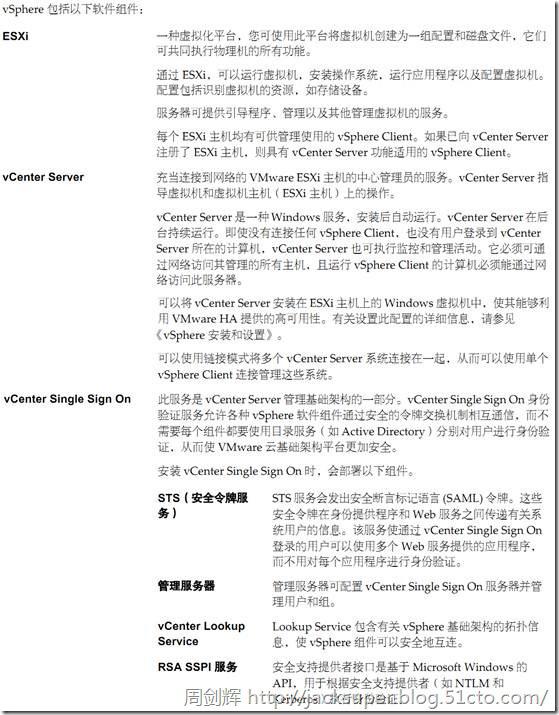 vSphere 包括以下软件组件：
ESXi
一种虚拟化平台，您可使用此平台将虚拟机创建为一组配置和磁盘文件，它们
可共同执行物理机的所有功能。
通过 ESXi，可以运行虚拟机，安装操作系统，运行应用程序以及配置虚拟机。
配置包括识别虚拟机的资源，如存储设备。
服务器可提供引导程序、管理以及其他管理虚拟机的服务。
每个 ESXi 主机均有可供管理使用的 vSphere Client。如果已向 vCenter Server
注册了 ESXi 主机，则具有 vCenter Server 功能适用的 vSphere Client。
vCenter Server
充当连接到网络的 VMware ESXi 主机的中心管理员的服务。vCenter Server 指
导虚拟机和虚拟机主机（ESXi 主机）上的操作。
vCenter Server 是一种 Windows 服务，安装后自动运行。vCenter Server 在后
台持续运行。即使没有连接任何 vSphere Client，也没有用户登录到 vCenter
Server 所在的计算机，vCenter Server 也可执行监控和管理活动。它必须可通
过网络访问其管理的所有主机，且运行 vSphere Client 的计算机必须能通过网
络访问此服务器。
可以将 vCenter Server 安装在 ESXi 主机上的 Windows 虚拟机中，使其能够利
用 VMware HA 提供的高可用性。有关设置此配置的详细信息，请参见
《vSphere 安装和设置》。
可以使用链接模式将多个 vCenter Server 系统连接在一起，从而可以使用单个
vSphere Client 连接管理这些系统。
vCenter Single Sign On
此服务是 vCenter Server 管理基础架构的一部分。vCenter Single Sign On 身份
验证服务允许各种 vSphere 软件组件通过安全的令牌交换机制相互通信，而不
需要每个组件都要使用目录服务（如 Active Directory）分别对用户进行身份验
证，从而使 VMware 云基础架构平台更加安全。
安装 vCenter Single Sign On 时，会部署以下组件。
STS（安全令牌服
务）
STS 服务会发出安全断言标记语言 (SAML) 令牌。这些
安全令牌在身份提供程序和 Web 服务之间传递有关系
统用户的信息。该服务使通过 vCenter Single Sign On
登录的用户可以使用多个 Web 服务提供的应用程序，
而不用对每个应用程序进行身份验证。
管理服务器
管理服务器可配置 vCenter Single Sign On 服务器并管
理用户和组。
vCenter Lookup
Service
Lookup Service 包含有关 vSphere 基础架构的拓扑信
息，使 vSphere 组件可以安全地互连。
RSA SSPI 服务
安全支持提供者接口是基于 Microsoft Windows 的
API，用于根据安全支持提供者（如 NTLM 和
Kerberos）
周剑辉 http://jacksuper.blog.51cto.com/